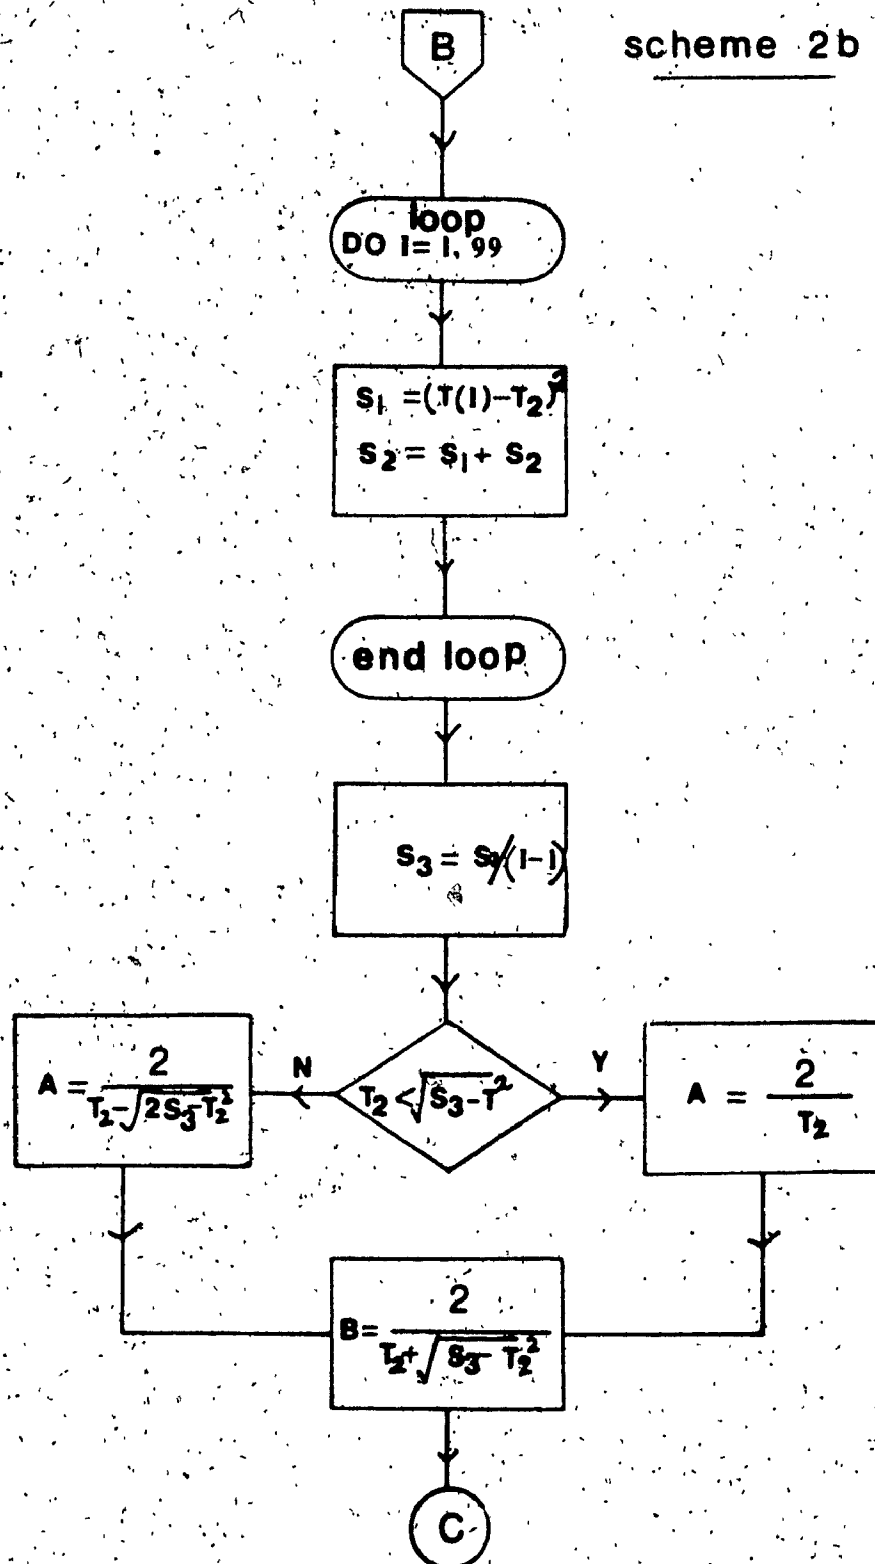 B
scheme 2b
loop
DO I = 1, 99
S₁ = (T(I)-T₂)²
S₂ = S₁ + S₂
end loop
S₃ = S₂/(I-1)
T₂ < √S₃-T²
N
Y
A = 2 / T₂-√2S₃-T₂²
A = 2 / T₂
B = 2 / T₂+√S₃-T₂²
C